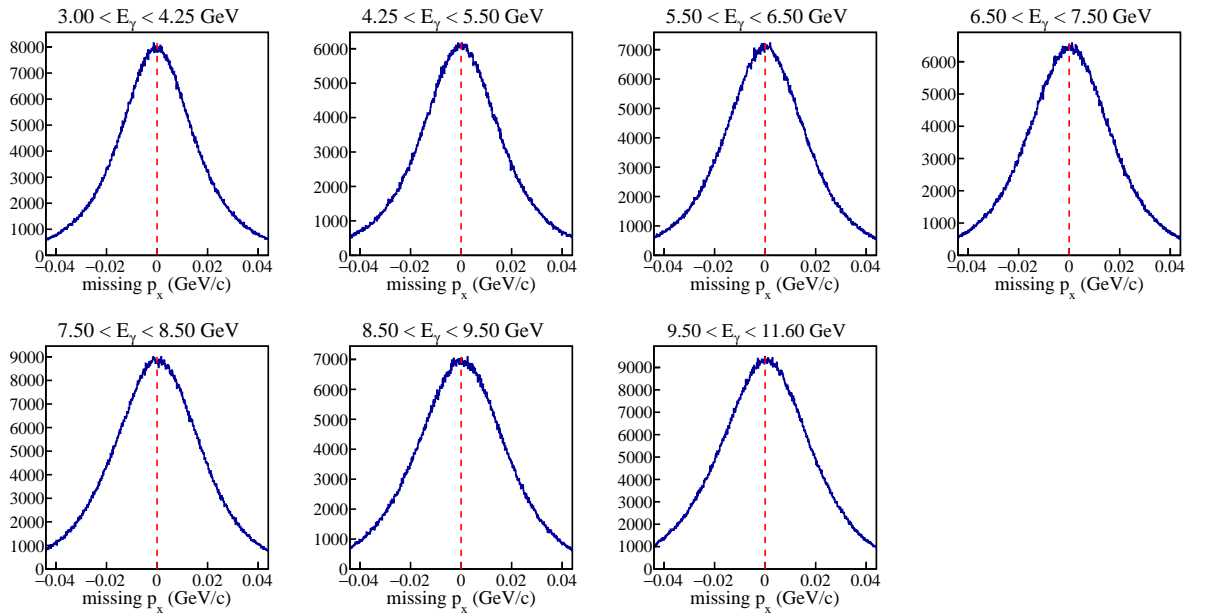 3.00 < E_γ < 4.25 GeV
8000
7000
6000
5000
4000
3000
2000
1000
0
−0.04 −0.02 0 0.02 0.04
missing p_x (GeV/c)
4.25 < E_γ < 5.50 GeV
6000
5000
4000
3000
2000
1000
0
−0.04 −0.02 0 0.02 0.04
missing p_x (GeV/c)
5.50 < E_γ < 6.50 GeV
7000
6000
5000
4000
3000
2000
1000
0
−0.04 −0.02 0 0.02 0.04
missing p_x (GeV/c)
6.50 < E_γ < 7.50 GeV
6000
5000
4000
3000
2000
1000
0
−0.04 −0.02 0 0.02 0.04
missing p_x (GeV/c)
7.50 < E_γ < 8.50 GeV
9000
8000
7000
6000
5000
4000
3000
2000
1000
0
−0.04 −0.02 0 0.02 0.04
missing p_x (GeV/c)
8.50 < E_γ < 9.50 GeV
7000
6000
5000
4000
3000
2000
1000
0
−0.04 −0.02 0 0.02 0.04
missing p_x (GeV/c)
9.50 < E_γ < 11.60 GeV
9000
8000
7000
6000
5000
4000
3000
2000
1000
0
−0.04 −0.02 0 0.02 0.04
missing p_x (GeV/c)